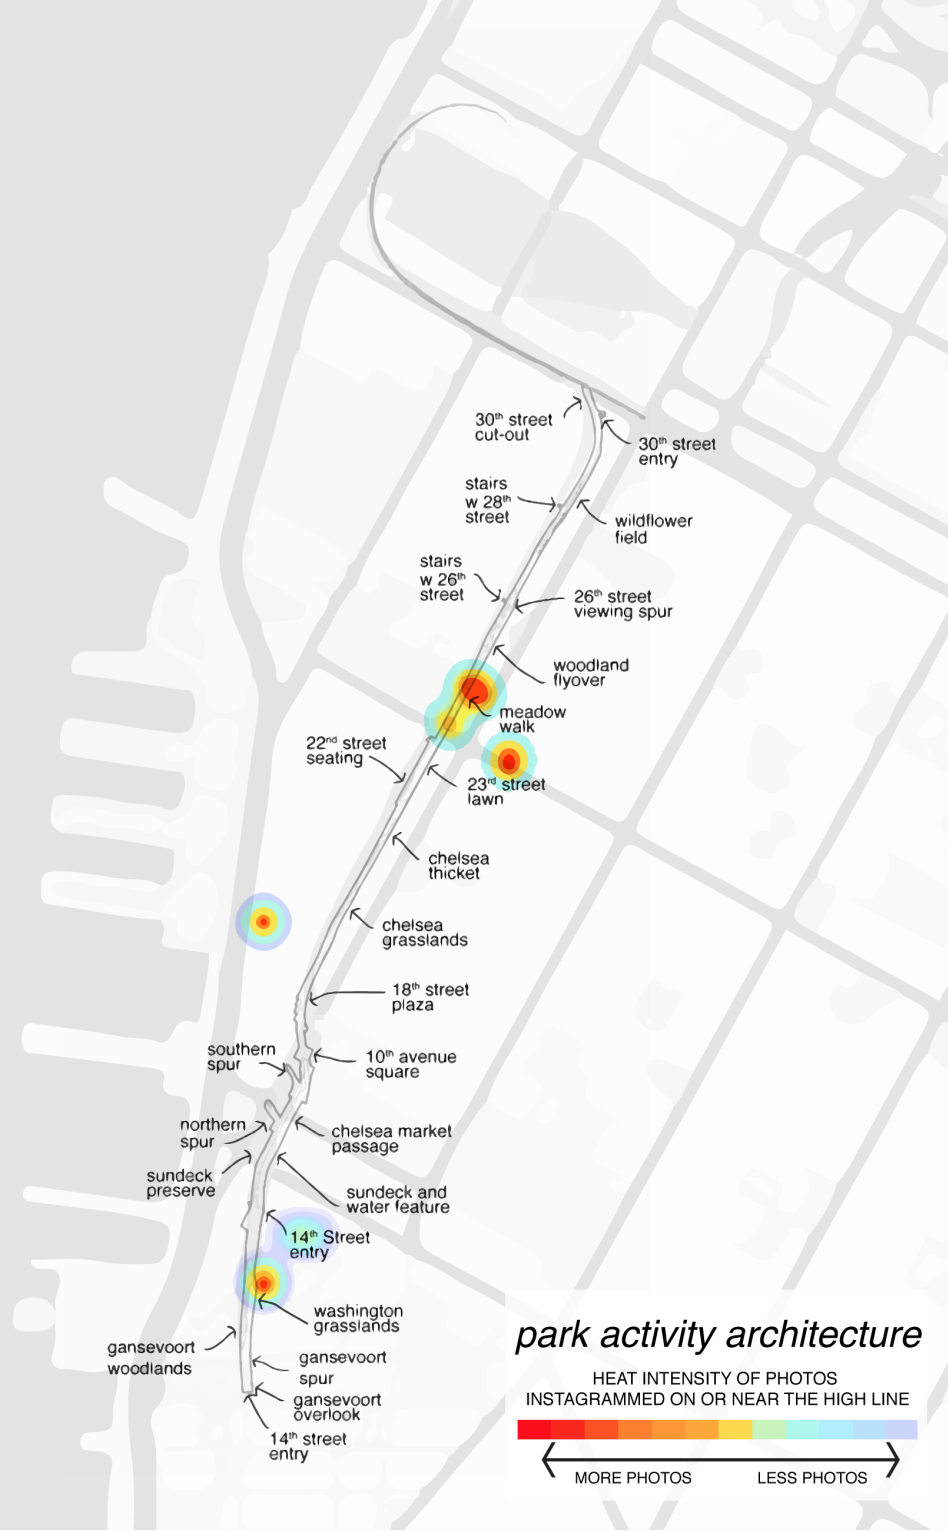 30th street
cut-out
30th street
entry
stairs
w 28th
street
wildflower
field
stairs
w 26th
street
26th street
viewing spur
woodland
flyover
meadow
walk
22nd street
seating
23rd street
lawn
chelsea
thicket
chelsea
grasslands
18th street
plaza
southern
spur
10th avenue
square
northern
spur
chelsea market
passage
sundeck
preserve
sundeck and
water feature
14th Street
entry
washington
grasslands
gansevoort
woodlands
gansevoort
spur
gansevoort
overlook
14th street
entry
park activity architecture
HEAT INTENSITY OF PHOTOS
INSTAGRAMMED ON OR NEAR THE HIGH LINE
MORE PHOTOS
LESS PHOTOS